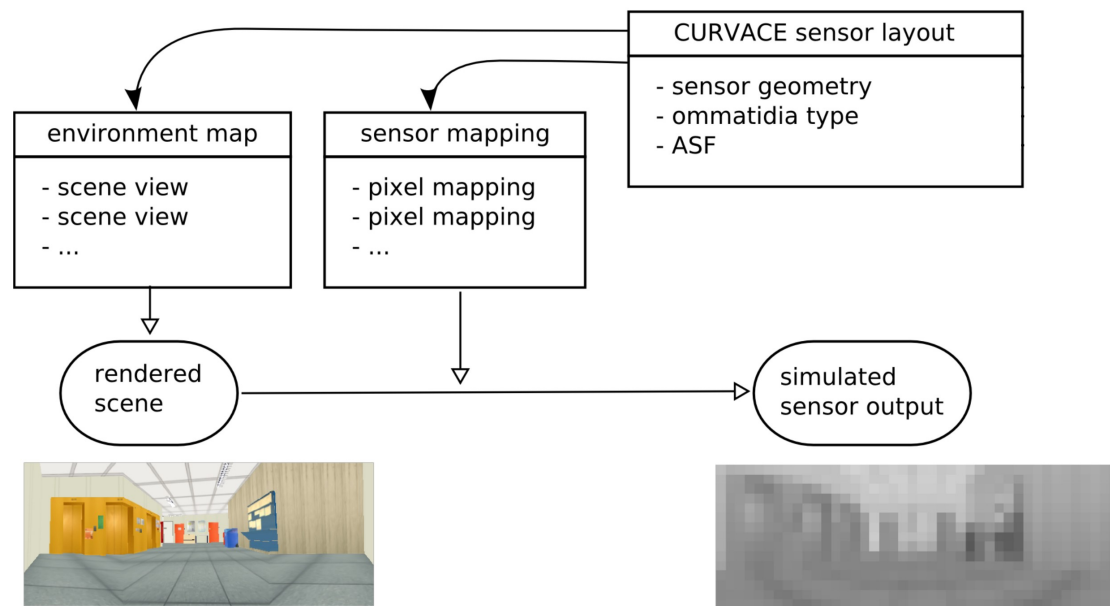 CURVACE sensor layout
- sensor geometry
- ommatidia type
- ASF
environment map
- scene view
- scene view
- ...
sensor mapping
- pixel mapping
- pixel mapping
- ...
rendered
scene
simulated
sensor output